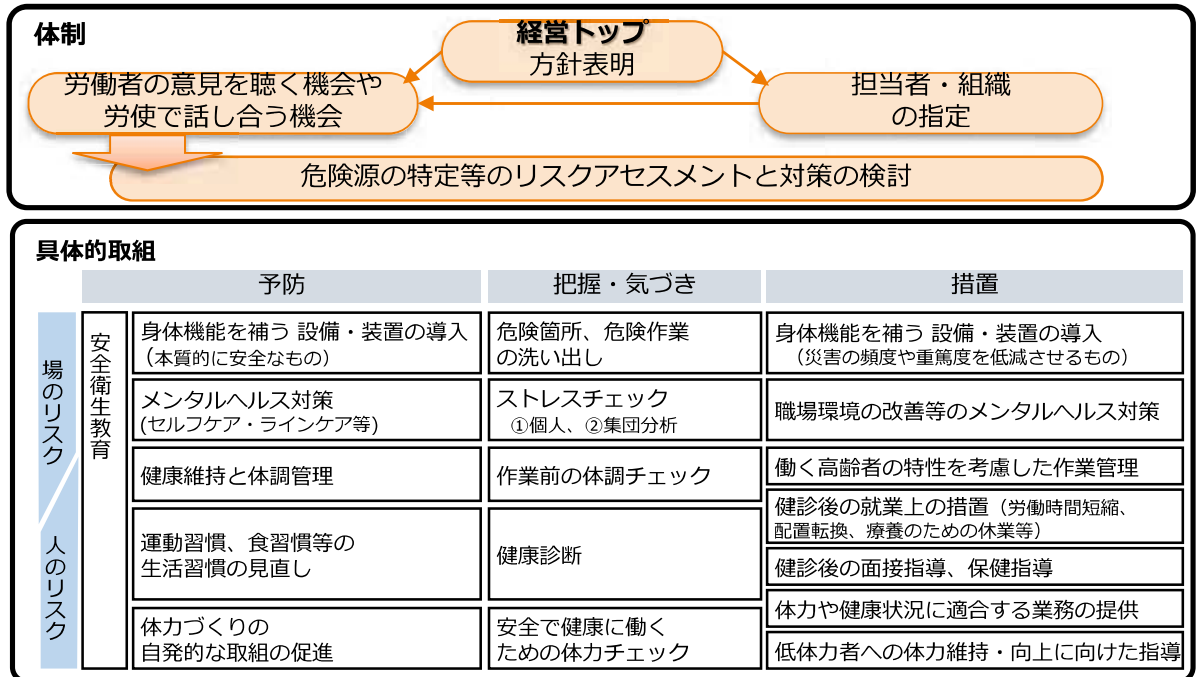 体制
経営トップ
方針表明
労働者の意見を聴く機会や
労使で話し合う機会
担当者・組織
の指定
危険源の特定等のリスクアセスメントと対策の検討
具体的取組
予防
把握・気づき
措置
場のリスク
人のリスク
安全衛生教育
身体機能を補う 設備・装置の導入
（本質的に安全なもの）
危険箇所、危険作業
の洗い出し
身体機能を補う 設備・装置の導入
（災害の頻度や重篤度を低減させるもの）
メンタルヘルス対策
(セルフケア・ラインケア等)
ストレスチェック
①個人、②集団分析
職場環境の改善等のメンタルヘルス対策
健康維持と体調管理
作業前の体調チェック
働く高齢者の特性を考慮した作業管理
運動習慣、食習慣等の
生活習慣の見直し
健康診断
健診後の就業上の措置（労働時間短縮、
配置転換、療養のための休業等）
健診後の面接指導、保健指導
体力づくりの
自発的な取組の促進
安全で健康に働く
ための体力チェック
体力や健康状況に適合する業務の提供
低体力者への体力維持・向上に向けた指導